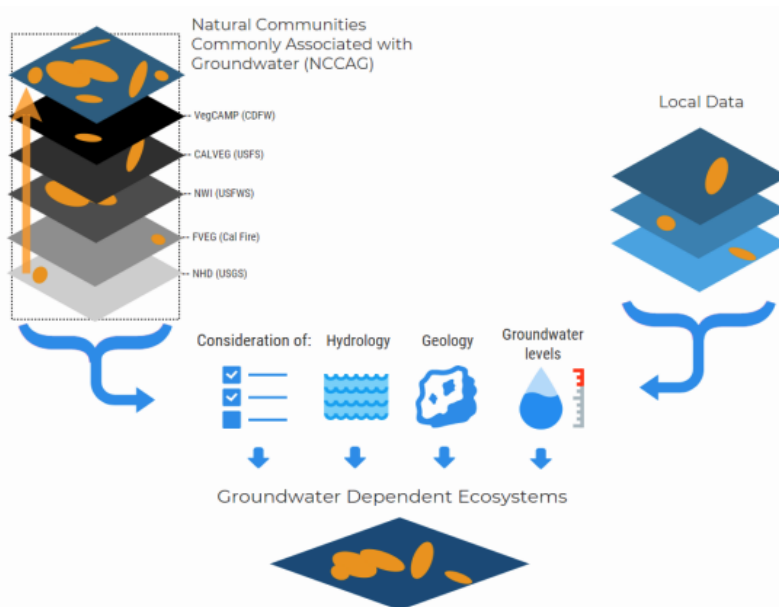 Natural Communities
Commonly Associated with
Groundwater (NCCAG)
VegCAMP (CDFW)
CALVEG (USFS)
NWI (USFWS)
FVEG (Cal Fire)
NHD (USGS)
Local Data
Consideration of:
Hydrology
Geology
Groundwater
levels
Groundwater Dependent Ecosystems